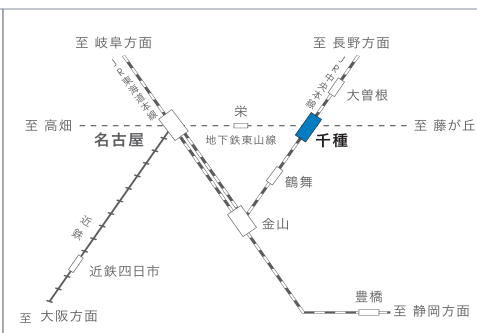 至 岐阜方面
至 長野方面
JR東海道本線
JR中央本線
大曽根
栄
至 高畑
至 藤が丘
名古屋
地下鉄東山線
千種
鶴舞
金山
近鉄
近鉄四日市
豊橋
至 大阪方面
至 静岡方面